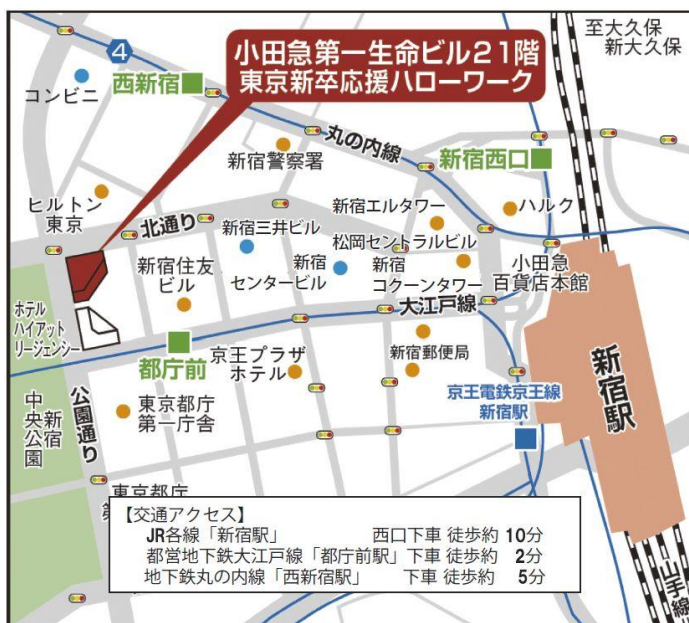 至大久保
新大久保
4
小田急第一生命ビル21階
東京新卒応援ハローワーク
コンビニ
西新宿
丸の内線
新宿西口
新宿警察署
ヒルトン
東京
北通り
新宿三井ビル
新宿エルタワー
ハルク
松岡セントラルビル
新宿住友
ビル
新宿
センタービル
新宿
コクーンタワー
小田急
百貨店本館
ホテル
ハイアット
リージェンシー
大江戸線
都庁前
京王プラザ
ホテル
新宿郵便局
新宿駅
京王電鉄京王線
新宿駅
新宿
中央公園
公園通り
東京都庁
第一庁舎
東京都庁
【交通アクセス】
JR各線「新宿駅」 西口下車 徒歩約 10分
都営地下鉄大江戸線「都庁前駅」下車 徒歩約 2分
地下鉄丸の内線「西新宿駅」 下車 徒歩約 5分
山手線